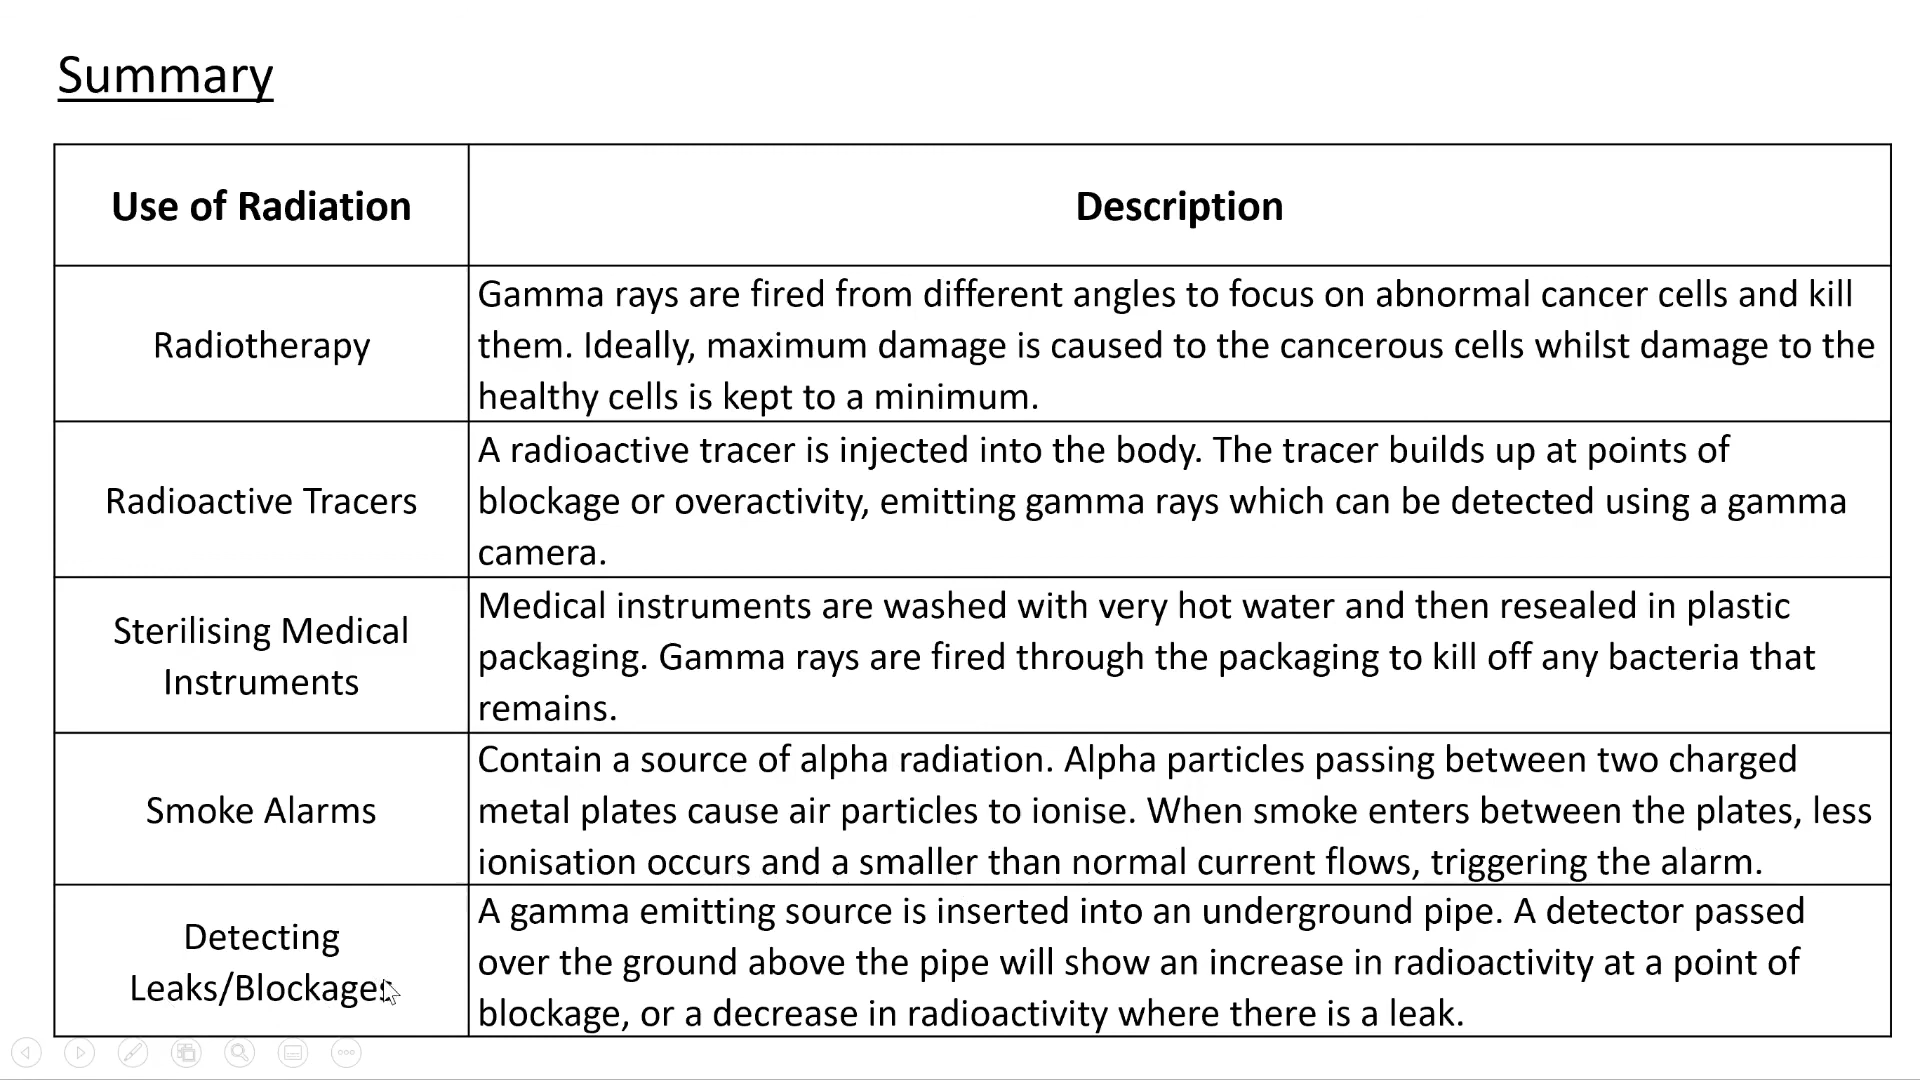 Summary
Use of Radiation
Description
Radiotherapy
Gamma rays are fired from different angles to focus on abnormal cancer cells and kill
them. Ideally, maximum damage is caused to the cancerous cells whilst damage to the
healthy cells is kept to a minimum.
Radioactive Tracers
A radioactive tracer is injected into the body. The tracer builds up at points of
blockage or overactivity, emitting gamma rays which can be detected using a gamma
camera.
Sterilising Medical
Instruments
Medical instruments are washed with very hot water and then resealed in plastic
packaging. Gamma rays are fired through the packaging to kill off any bacteria that
remains.
Smoke Alarms
Contain a source of alpha radiation. Alpha particles passing between two charged
metal plates cause air particles to ionise. When smoke enters between the plates, less
ionisation occurs and a smaller than normal current flows, triggering the alarm.
Detecting
Leaks/Blockages
A gamma emitting source is inserted into an underground pipe. A detector passed
over the ground above the pipe will show an increase in radioactivity at a point of
blockage, or a decrease in radioactivity where there is a leak.